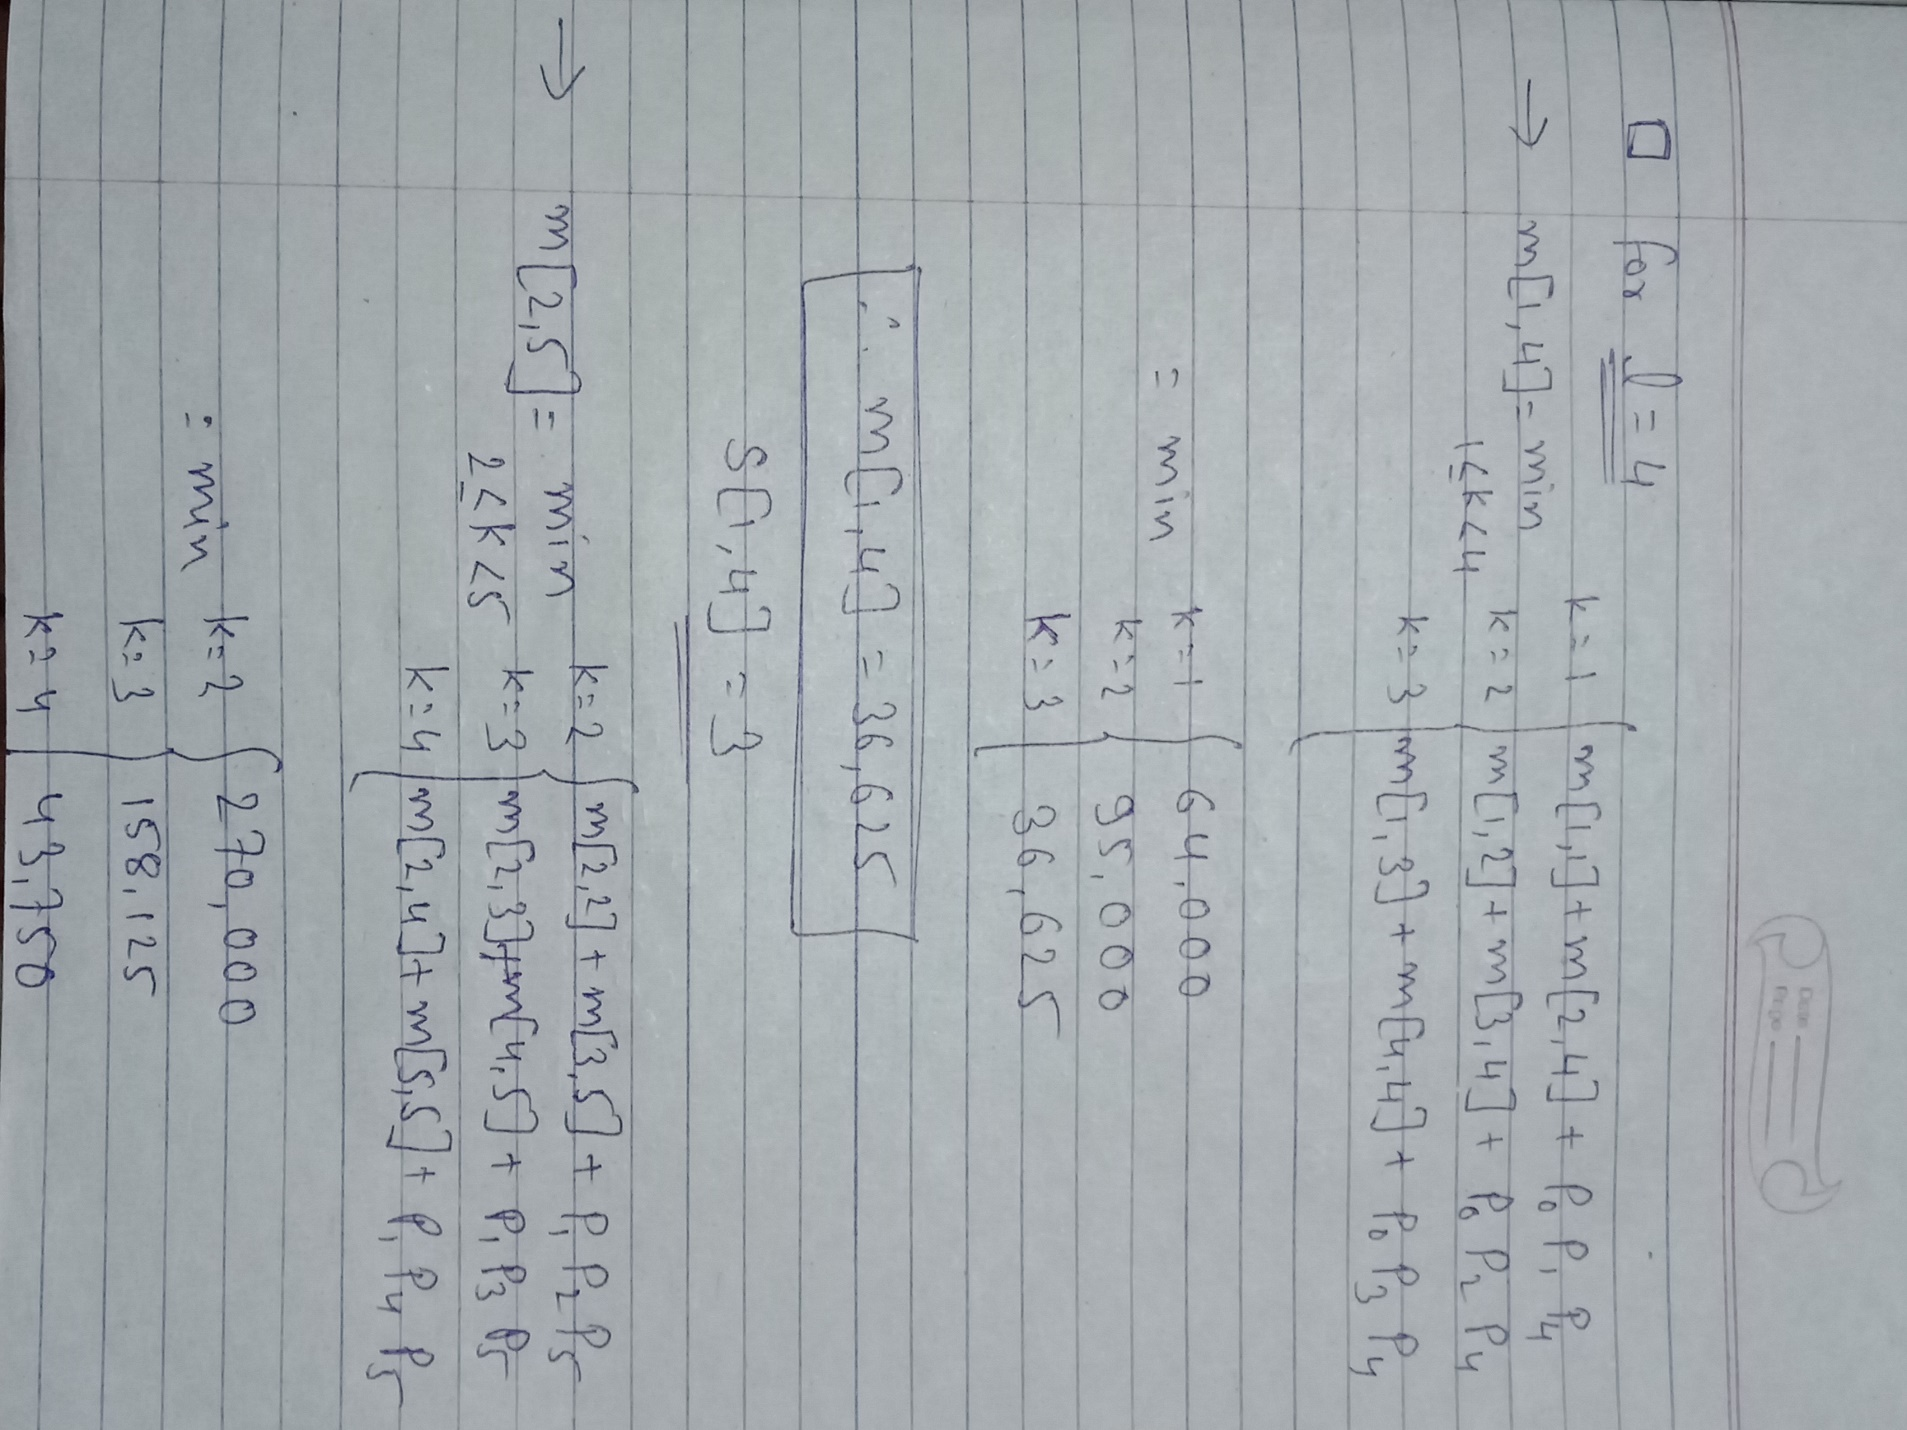 Date
Page
□ for l=4
→ m[1,4]= min
1≤k<4
k=1 m[1,1]+m[2,4]+ P0 P1 P4
k=2 m[1,2]+m[3,4]+ P0 P2 P4
k=3 m[1,3]+m[4,4]+ P0 P3 P4
= min
k=1 64,000
k=2 95,000
k=3 36,625
∴ m[1,4] = 36,625
S[1,4] = 3
→ m[2,5] = min
2≤k<5
k=2 m[2,2]+m[3,5]+ P1 P2 P5
k=3 m[2,3]+m[4,5]+ P1 P3 P5
k=4 m[2,4]+m[5,5]+ P1 P4 P5
= min
k=2 270,000
k=3 158,125
k=4 43,750